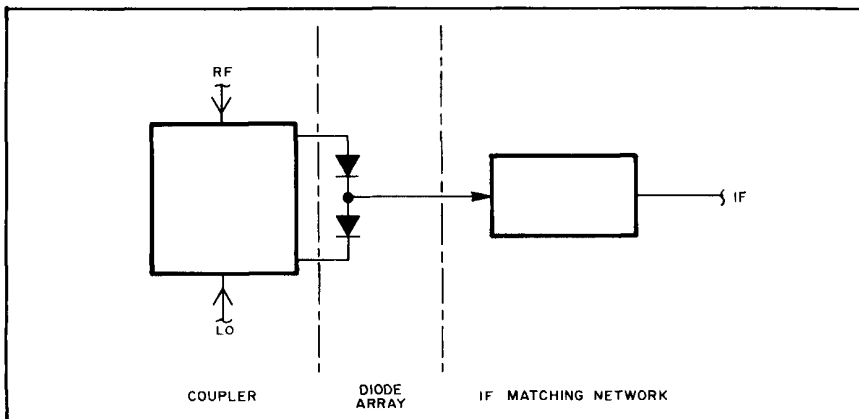 RF
IF
LO
COUPLER
DIODE
ARRAY
IF MATCHING NETWORK